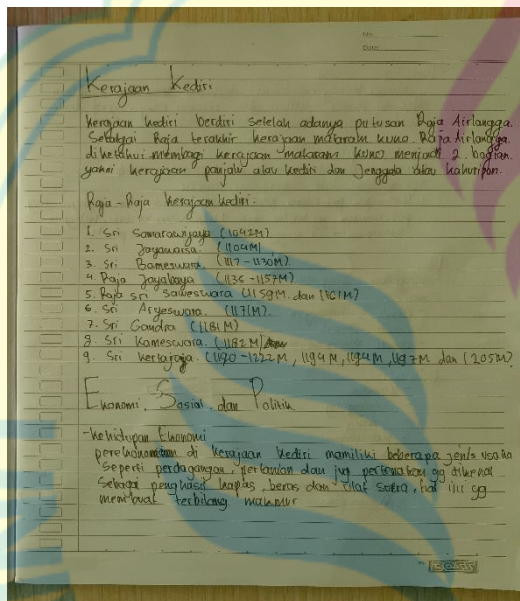 No.
Date.
Kerajaan Kediri
Kerajaan kediri berdiri setelah adanya putusan Raja Airlangga.
Sebagai Raja terakhir kerajaan mataram kuno. Raja Airlangga.
diketahui membagi kerajaan mataram kuno menjadi 2 bagian.
yakni kerajaan panjalu atau kediri dan Jenggala atau kahuripan.
Raja - Raja kerajaan kediri :
1. Sri Samarawijaya (1042M)
2. Sri Jayawarsa. (1104M)
3. Sri Bameswara. (1117 - 1130M).
4. Raja Jayabaya (1136 - 1157M)
5. Raja sri saweswara (1159M. dan 1161M)
6. Sri Aryeswara. (1171M).
7. Sri Gandra (1181M)
8. Sri Kameswara. (1182M)
9. Sri kertajaya. (1190 - 1222M, 1194M, 1194M, 1197M dan 1205M)
Ekonomi, Sosial, dan Politik
- Kehidupan Ekonomi
perekonomian di kerajaan kediri mamiliki beberapa jenis usaha
seperti perdagangan, pertanian dan jug peternakan yg dikenal
sebagai penghasil kapas, beras dan ulat sutra, hal ini yg
membuat terbilang makmur